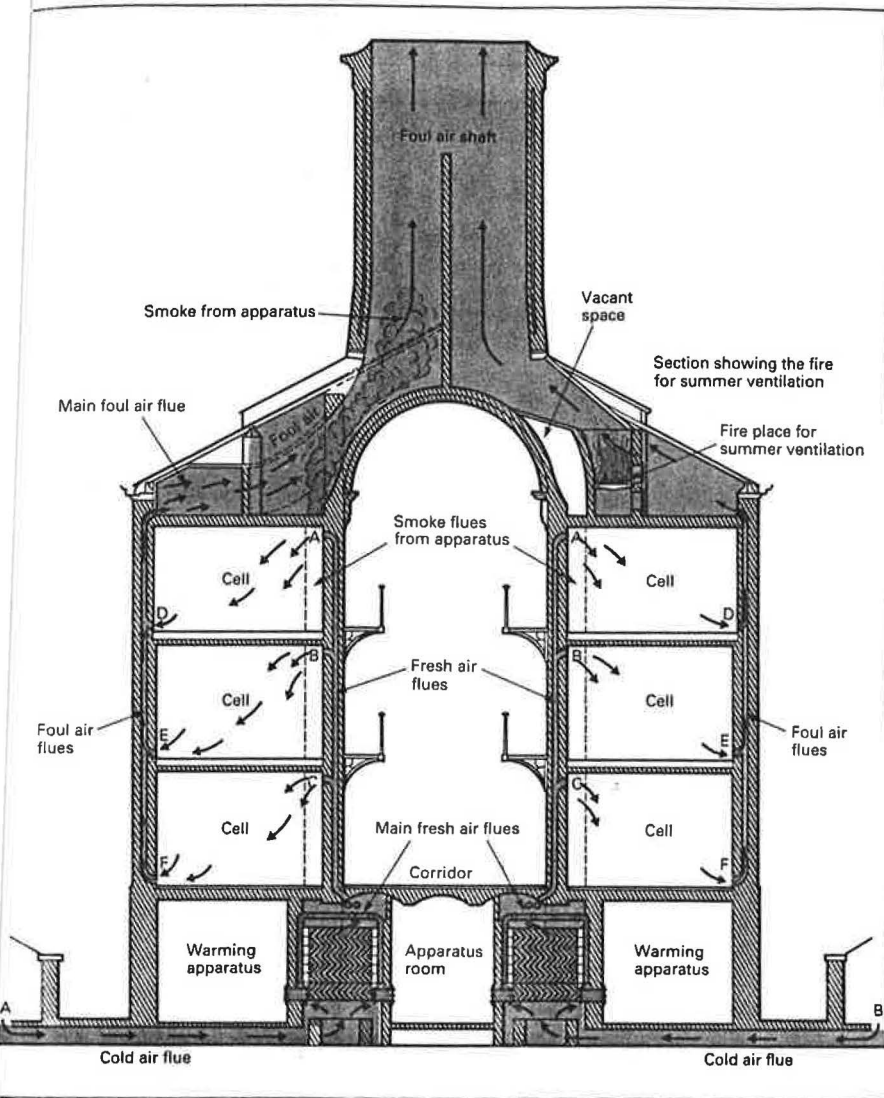 Foul air shaft
Smoke from apparatus
Vacant
space
Section showing the fire
for summer ventilation
Main foul air flue
Foul air
Fire place for
summer ventilation
A
Smoke flues
from apparatus
A
Cell
Cell
D
D
B
B
Fresh air
flues
Cell
Cell
Foul air
flues
E
E
Foul air
flues
C
C
Cell
Main fresh air flues
Cell
F
F
Corridor
Warming
apparatus
Apparatus
room
Warming
apparatus
A
B
Cold air flue
Cold air flue